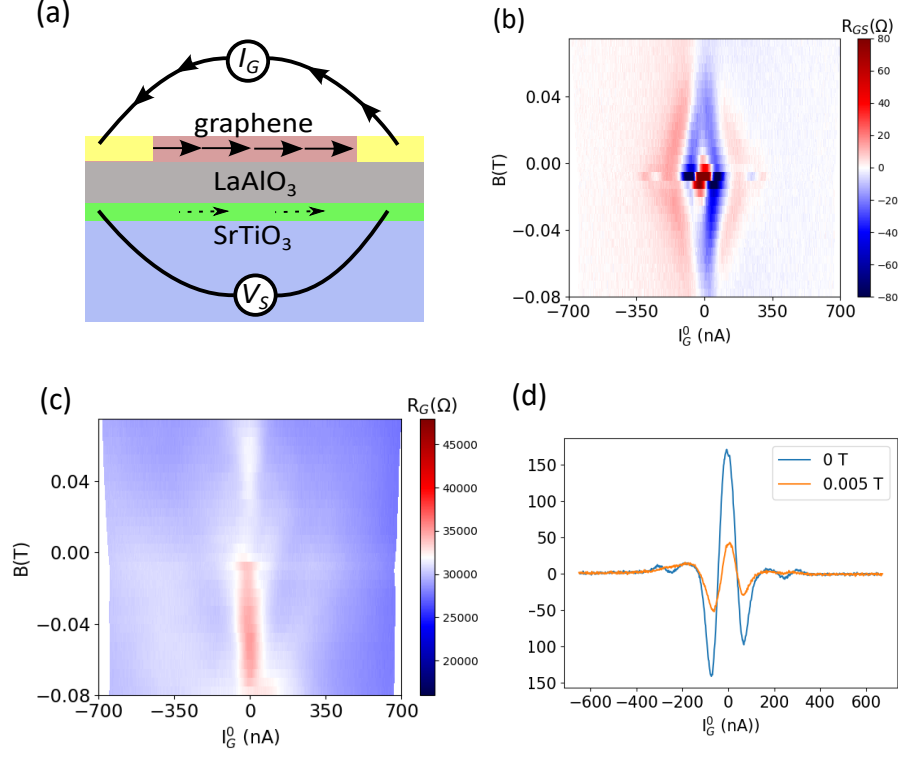 (a)
I_G
graphene
LaAlO₃
SrTiO₃
V_S
(b)
R_GS(Ω)
80
60
40
20
0
−20
−40
−60
−80
B(T)
0.04
0.00
−0.04
−0.08
−700 −350 0 350 700
I_G^0 (nA)
(c)
R_G(Ω)
45000
40000
35000
30000
25000
20000
B(T)
0.04
0.00
−0.04
−0.08
−700 −350 0 350 700
I_G^0 (nA)
(d)
0 T
0.005 T
150
100
50
0
-50
100
150
−600 −400 −200 0 200 400 600
I_G^0 (nA))